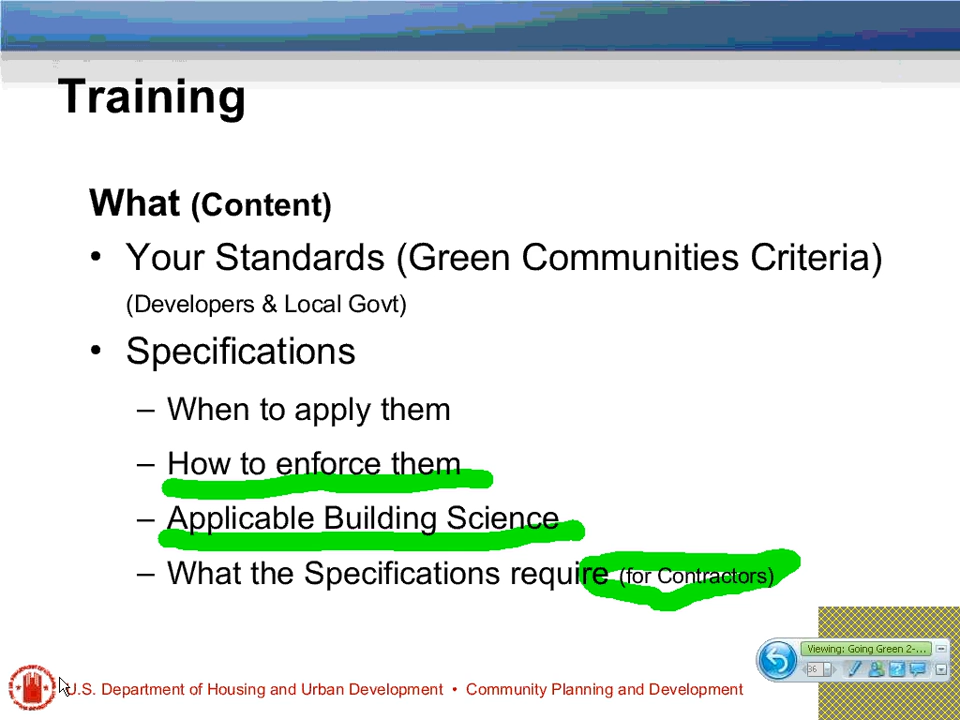 Training
What (Content)
• Your Standards (Green Communities Criteria)
(Developers & Local Govt)
• Specifications
– When to apply them
– How to enforce them
– Applicable Building Science
– What the Specifications require (for Contractors)
Viewing: Going Green 2-...
36
U.S. Department of Housing and Urban Development • Community Planning and Development